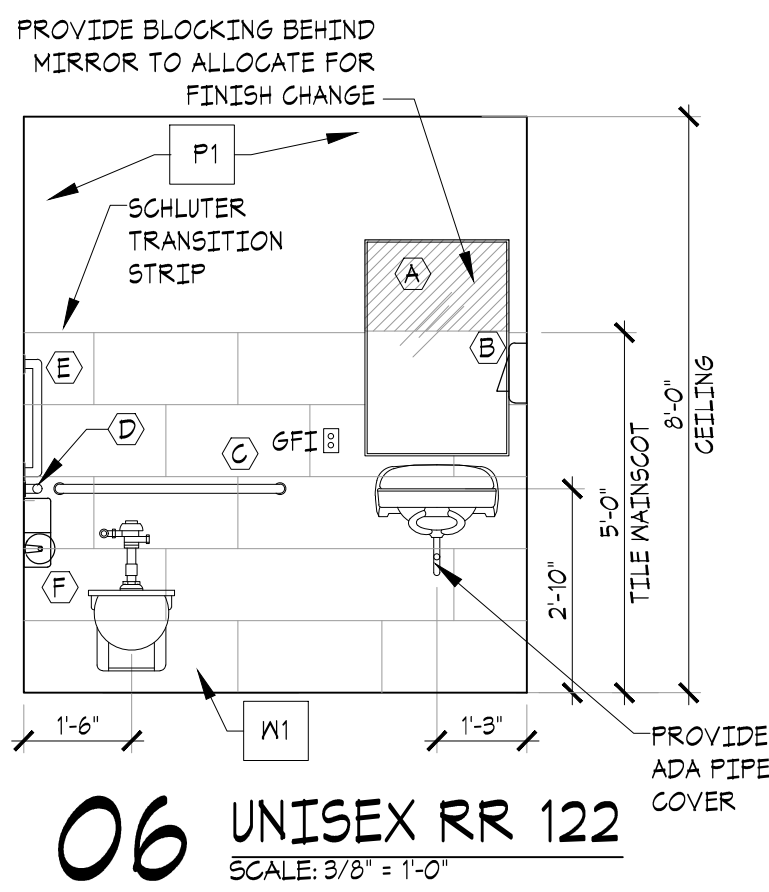 PROVIDE BLOCKING BEHIND
MIRROR TO ALLOCATE FOR
FINISH CHANGE
P1
SCHLUTER
TRANSITION
STRIP
A
B
E
D
C
GFI
F
8'-0"
CEILING
5'-0"
TILE WAINSCOT
2'-10"
1'-6"
W1
1'-3"
PROVIDE
ADA PIPE
COVER
06
UNISEX RR 122
SCALE: 3/8" = 1'-0"